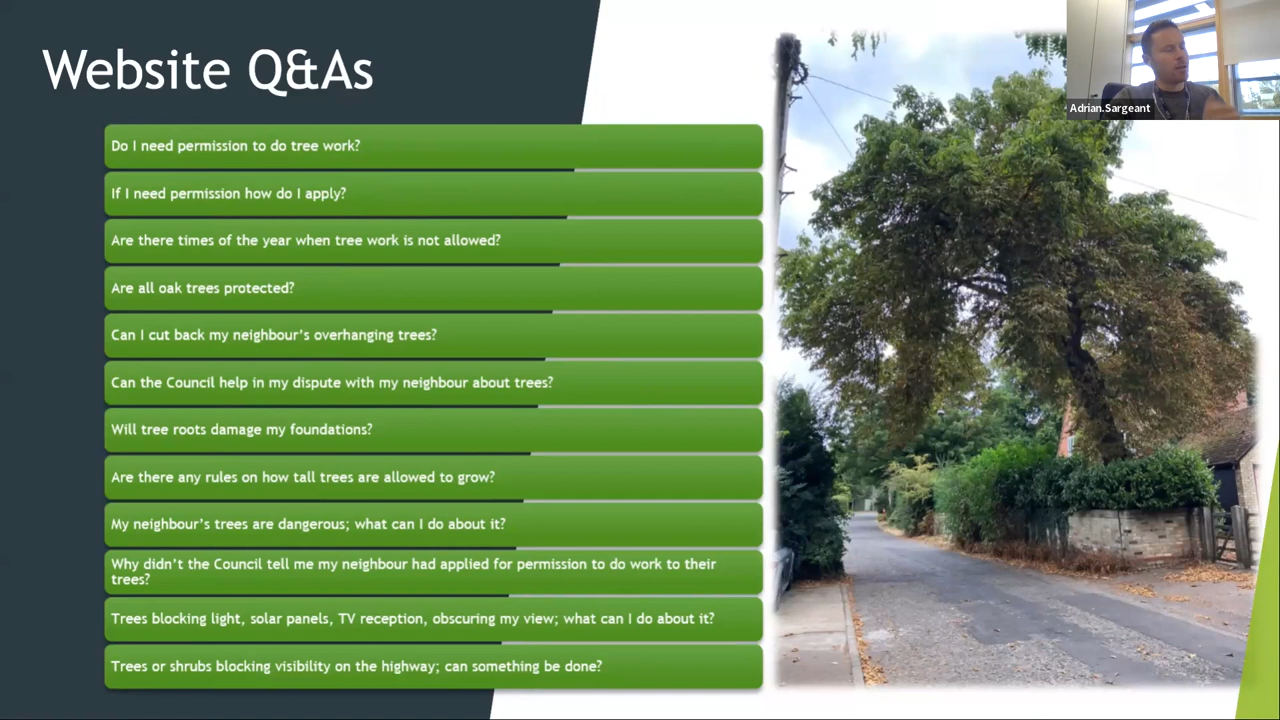 Website Q&As
Adrian.Sargeant
Do I need permission to do tree work?
If I need permission how do I apply?
Are there times of the year when tree work is not allowed?
Are all oak trees protected?
Can I cut back my neighbour's overhanging trees?
Can the Council help in my dispute with my neighbour about trees?
Will tree roots damage my foundations?
Are there any rules on how tall trees are allowed to grow?
My neighbour's trees are dangerous; what can I do about it?
Why didn't the Council tell me my neighbour had applied for permission to do work to their
trees?
Trees blocking light, solar panels, TV reception, obscuring my view; what can I do about it?
Trees or shrubs blocking visibility on the highway; can something be done?